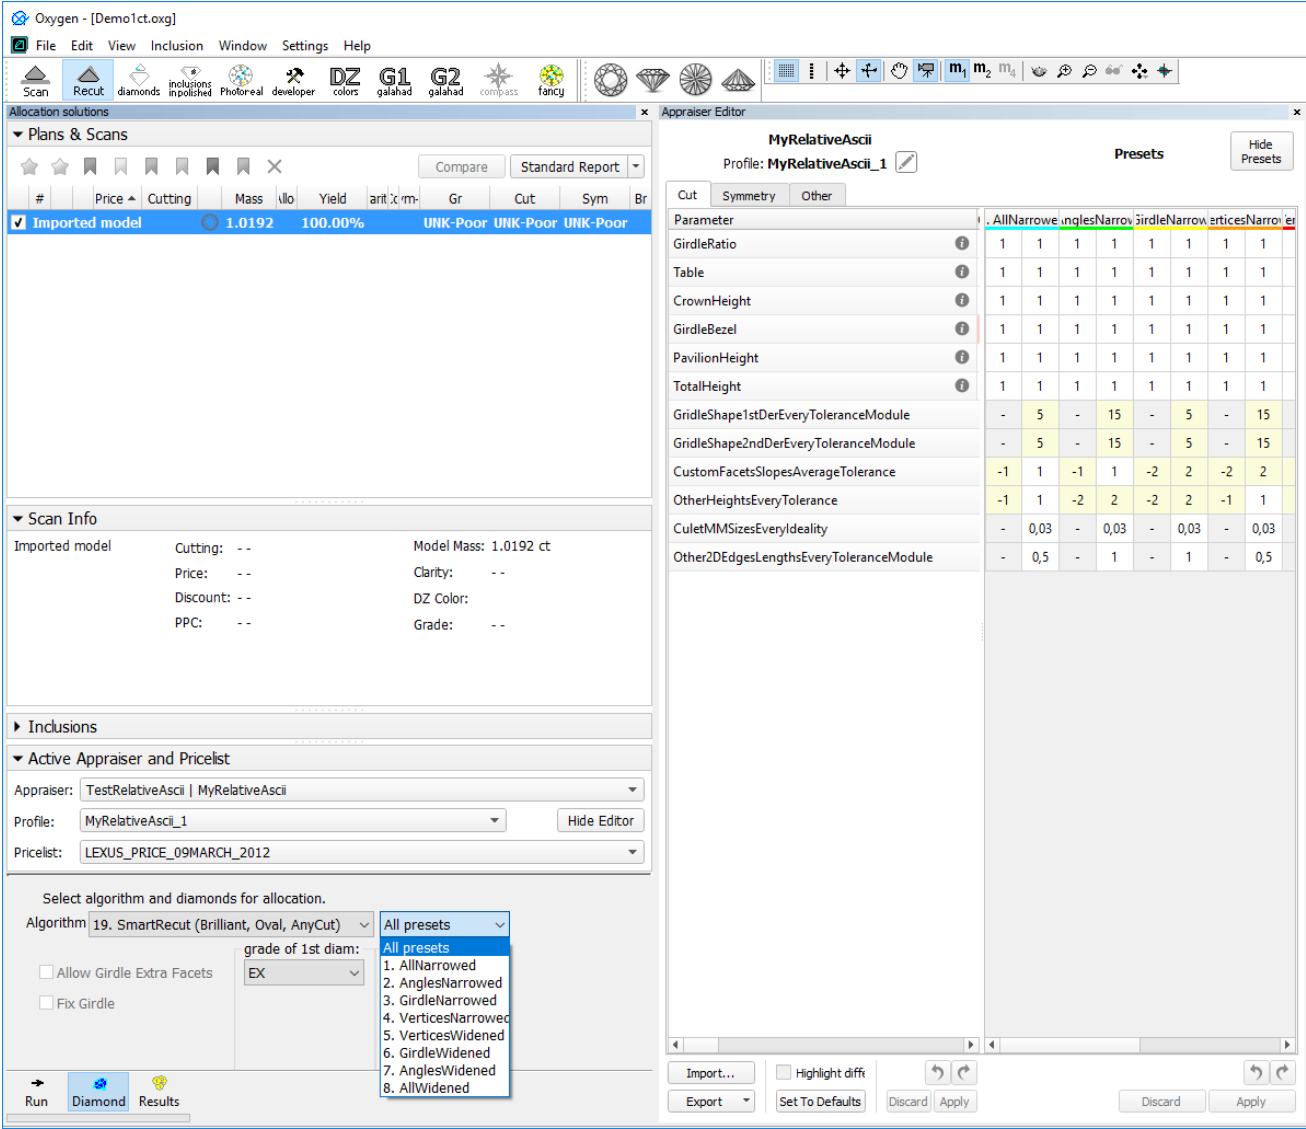 Oxygen - [Demo1ct.oxg]
File Edit View Inclusion Window Settings Help
Scan Recut diamonds inclusions inpolished Photoreal developer DZ colors G1 galahad G2 galahad compass fancy m1 m2 m4
Allocation solutions
Plans & Scans
Compare Standard Report
# Price Cutting Mass Yield Gr Cut Sym Br
Imported model 1.0192 100.00% UNK-Poor UNK-Poor UNK-Poor
Scan Info
Imported model Cutting: - - Model Mass: 1.0192 ct
Price: - - Clarity: - -
Discount: - - DZ Color:
PPC: - - Grade: - -
Inclusions
Active Appraiser and Pricelist
Appraiser: TestRelativeAscii | MyRelativeAscii
Profile: MyRelativeAscii_1 Hide Editor
Pricelist: LEXUS_PRICE_09MARCH_2012
Select algorithm and diamonds for allocation.
Algorithm 19. SmartRecut (Brilliant, Oval, AnyCut) All presets
grade of 1st diam:
Allow Girdle Extra Facets EX
Fix Girdle
All presets
1. AllNarrowed
2. AnglesNarrowed
3. GirdleNarrowed
4. VerticesNarrowed
5. VerticesWidened
6. GirdleWidened
7. AnglesWidened
8. AllWidened
Run Diamond Results
Appraiser Editor
MyRelativeAscii
Profile: MyRelativeAscii_1
Presets
Hide Presets
Cut Symmetry Other
Parameter . AllNarrowe nglesNarrov GirdleNarrow erticesNarro
GirdleRatio 1 1 1 1 1 1 1 1
Table 1 1 1 1 1 1 1 1
CrownHeight 1 1 1 1 1 1 1 1
GirdleBezel 1 1 1 1 1 1 1 1
PavilionHeight 1 1 1 1 1 1 1 1
TotalHeight 1 1 1 1 1 1 1 1
GridleShape1stDerEveryToleranceModule - 5 - 15 - 5 - 15
GridleShape2ndDerEveryToleranceModule - 5 - 15 - 5 - 15
CustomFacetsSlopesAverageTolerance -1 1 -1 1 -2 2 -2 2
OtherHeightsEveryTolerance -1 1 -2 2 -2 2 -1 1
CuletMMSizesEveryIdeality - 0,03 - 0,03 - 0,03 - 0,03
Other2DEdgesLengthsEveryToleranceModule - 0,5 - 1 - 1 - 0,5
Import... Highlight diff
Export Set To Defaults Discard Apply Discard Apply